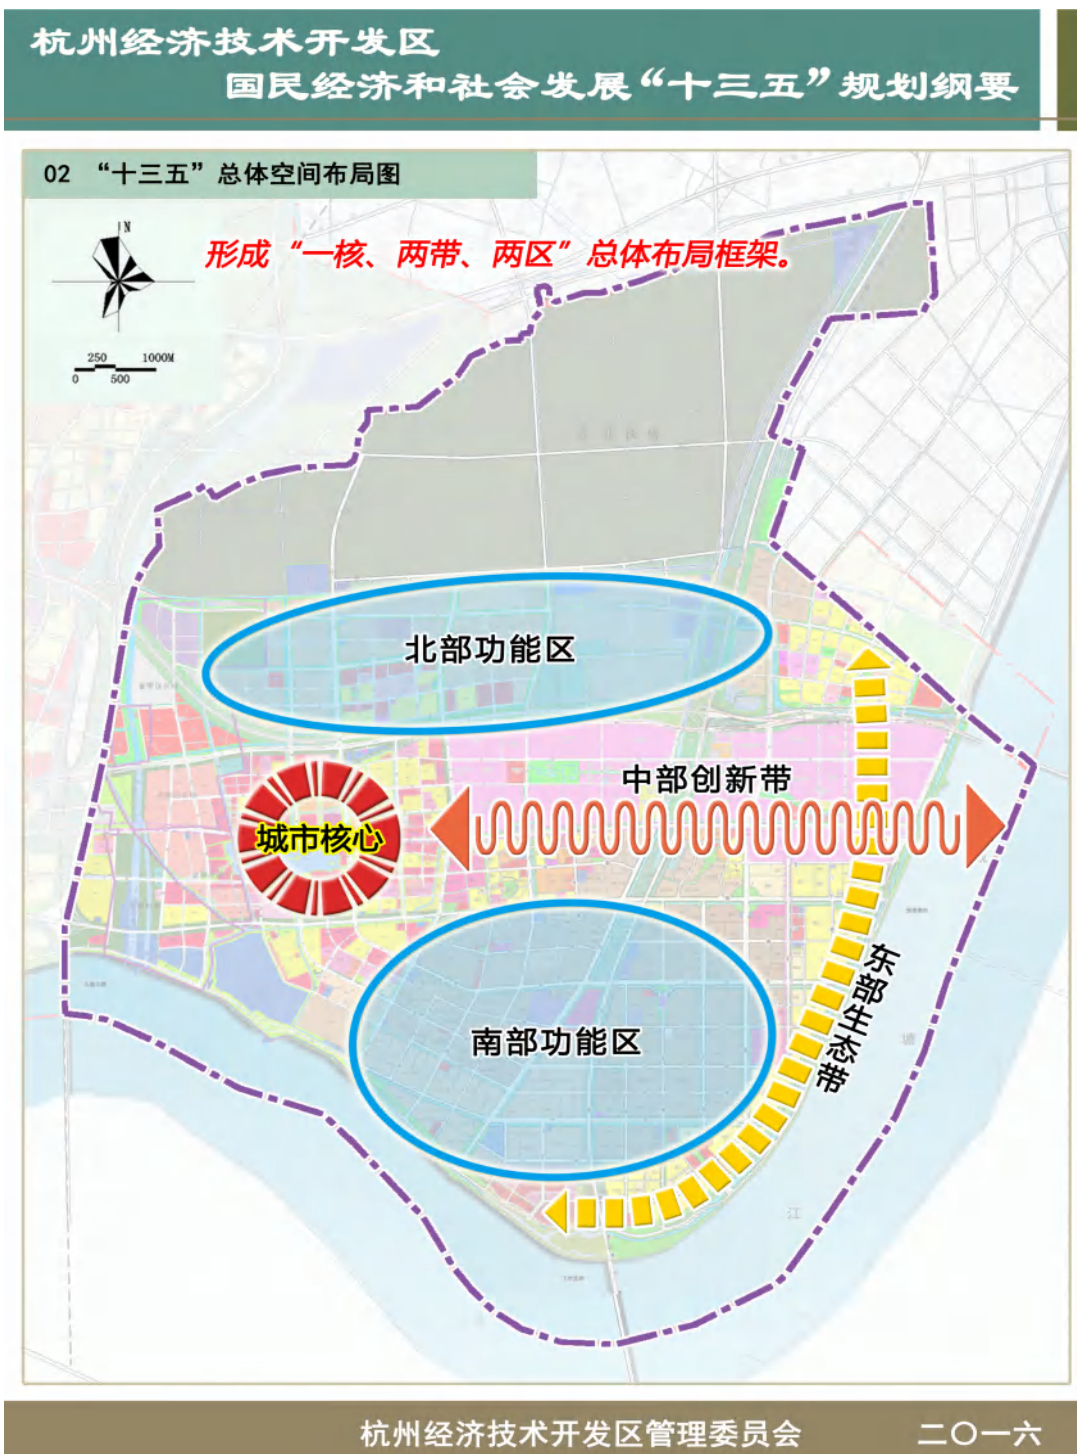 杭州经济技术开发区
国民经济和社会发展“十三五”规划纲要
02 “十三五”总体空间布局图
N
形成“一核、两带、两区”总体布局框架。
250 1000M
0 500
北部功能区
中部创新带
城市核心
东部生态带
南部功能区
塘
江
杭州经济技术开发区管理委员会 二〇一六